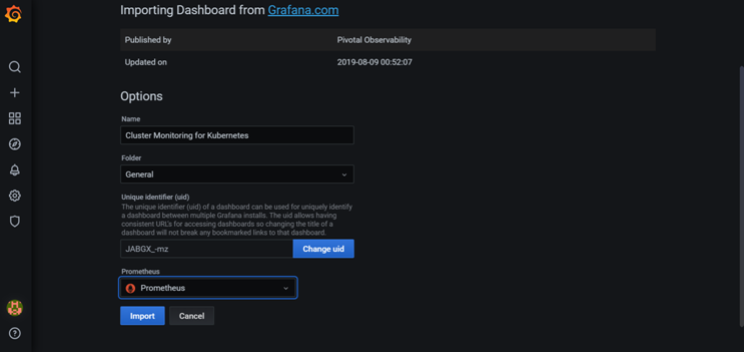 Importing Dashboard from Grafana.com
Published by Pivotal Observability
Updated on 2019-08-09 00:52:07
Options
Name
Cluster Monitoring for Kubernetes
Folder
General
Unique identifier (uid)
The unique identifier (uid) of a dashboard can be used for uniquely identify
a dashboard between multiple Grafana installs. The uid allows having
consistent URL's for accessing dashboards so changing the title of a
dashboard will not break any bookmarked links to that dashboard.
JABGX_-mz Change uid
Prometheus
Prometheus
Import Cancel